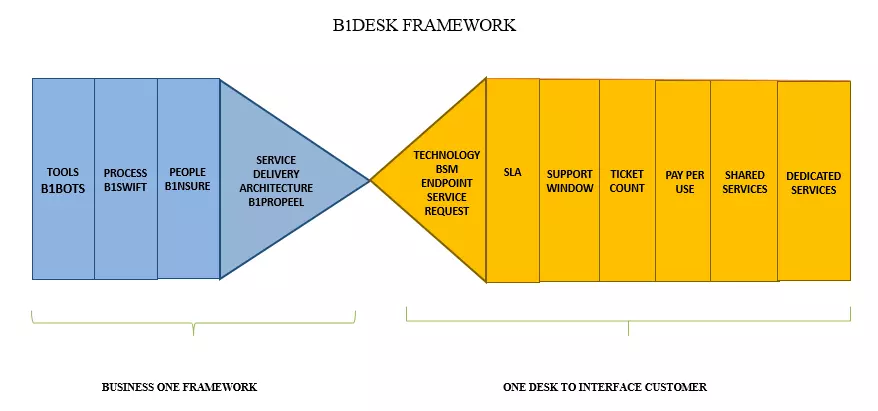 B1DESK FRAMEWORK
TOOLS
B1BOTS
PROCESS
B1SWIFT
PEOPLE
B1NSURE
SERVICE
DELIVERY
ARCHITECTURE
B1PROPEEL
TECHNOLOGY
BSM
ENDPOINT
SERVICE
REQUEST
SLA
SUPPORT
WINDOW
TICKET
COUNT
PAY PER
USE
SHARED
SERVICES
DEDICATED
SERVICES
BUSINESS ONE FRAMEWORK
ONE DESK TO INTERFACE CUSTOMER